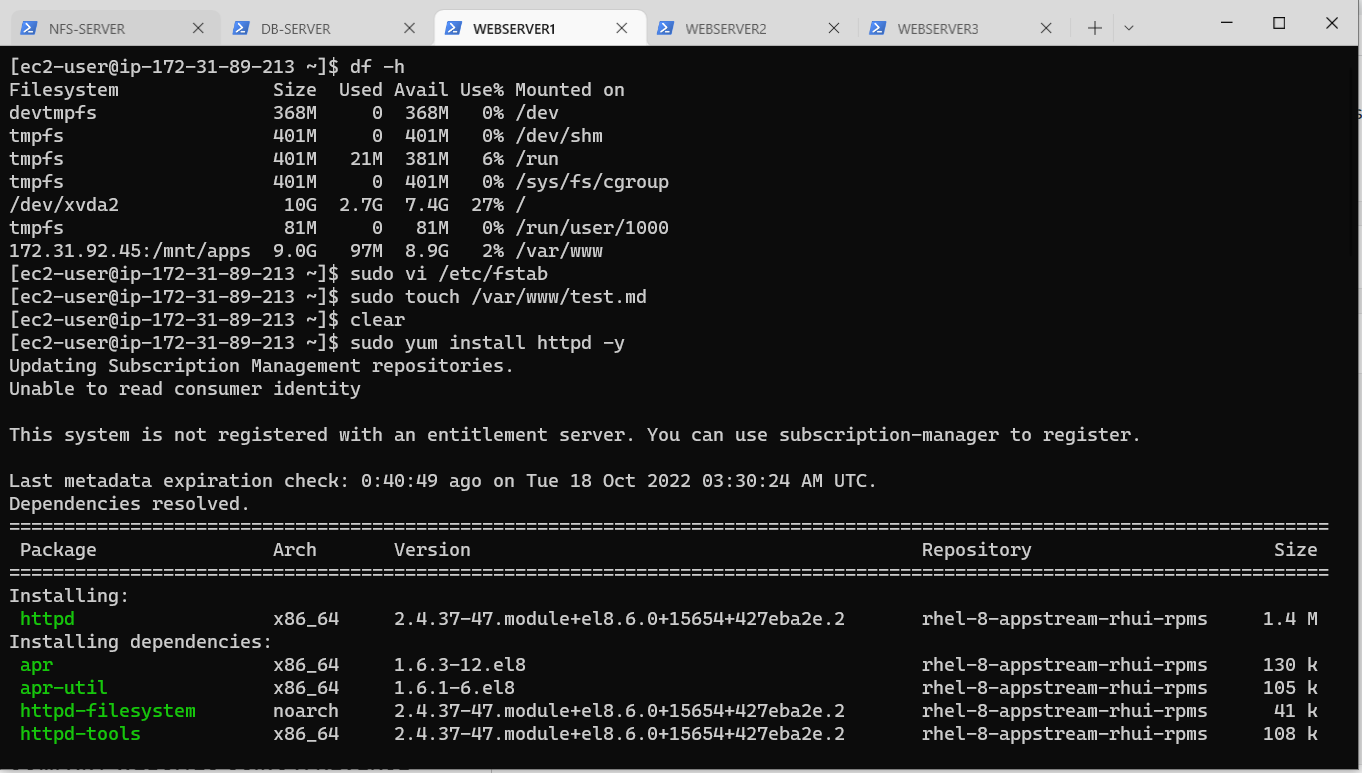 NFS-SERVER DB-SERVER WEBSERVER1 WEBSERVER2 WEBSERVER3
[ec2-user@ip-172-31-89-213 ~]$ df -h
Filesystem Size Used Avail Use% Mounted on
devtmpfs 368M 0 368M 0% /dev
tmpfs 401M 0 401M 0% /dev/shm
tmpfs 401M 21M 381M 6% /run
tmpfs 401M 0 401M 0% /sys/fs/cgroup
/dev/xvda2 10G 2.7G 7.4G 27% /
tmpfs 81M 0 81M 0% /run/user/1000
172.31.92.45:/mnt/apps 9.0G 97M 8.9G 2% /var/www
[ec2-user@ip-172-31-89-213 ~]$ sudo vi /etc/fstab
[ec2-user@ip-172-31-89-213 ~]$ sudo touch /var/www/test.md
[ec2-user@ip-172-31-89-213 ~]$ clear
[ec2-user@ip-172-31-89-213 ~]$ sudo yum install httpd -y
Updating Subscription Management repositories.
Unable to read consumer identity
This system is not registered with an entitlement server. You can use subscription-manager to register.
Last metadata expiration check: 0:40:49 ago on Tue 18 Oct 2022 03:30:24 AM UTC.
Dependencies resolved.
========================================================================================================================
Package Arch Version Repository Size
========================================================================================================================
Installing:
httpd x86_64 2.4.37-47.module+el8.6.0+15654+427eba2e.2 rhel-8-appstream-rhui-rpms 1.4 M
Installing dependencies:
apr x86_64 1.6.3-12.el8 rhel-8-appstream-rhui-rpms 130 k
apr-util x86_64 1.6.1-6.el8 rhel-8-appstream-rhui-rpms 105 k
httpd-filesystem noarch 2.4.37-47.module+el8.6.0+15654+427eba2e.2 rhel-8-appstream-rhui-rpms 41 k
httpd-tools x86_64 2.4.37-47.module+el8.6.0+15654+427eba2e.2 rhel-8-appstream-rhui-rpms 108 k